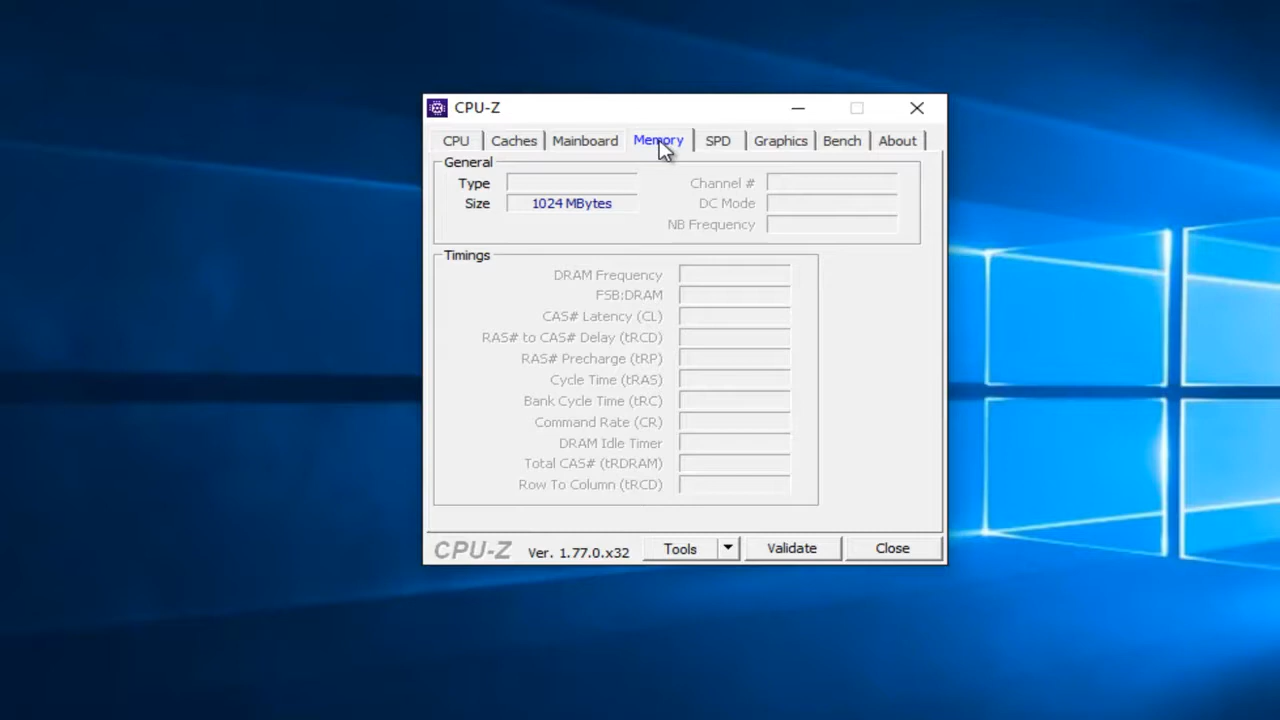 CPU-Z
CPU Caches Mainboard Memory SPD Graphics Bench About
General
Type Channel #
Size 1024 MBytes DC Mode
NB Frequency
Timings
DRAM Frequency
FSB:DRAM
CAS# Latency (CL)
RAS# to CAS# Delay (tRCD)
RAS# Precharge (tRP)
Cycle Time (tRAS)
Bank Cycle Time (tRC)
Command Rate (CR)
DRAM Idle Timer
Total CAS# (tRDRAM)
Row To Column (tRCD)
CPU-Z Ver. 1.77.0.x32 Tools Validate Close